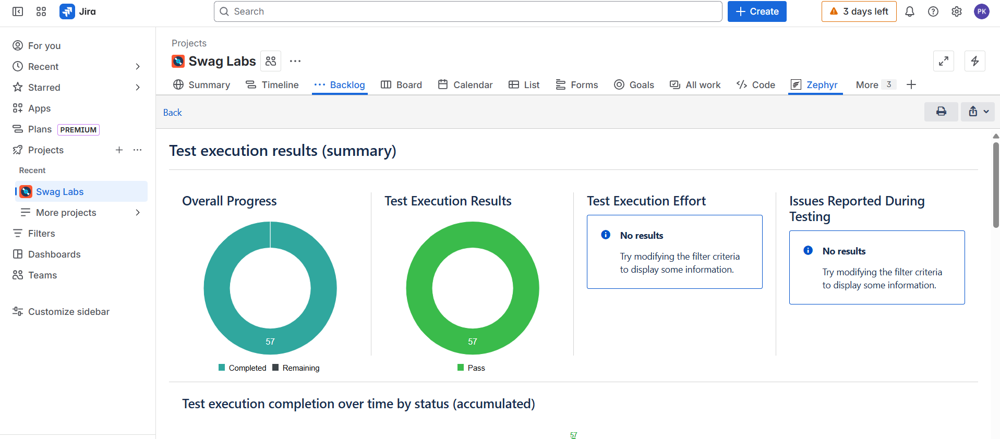 Jira
Search
Create
3 days left
PK
For you
Recent
Starred
Apps
Plans PREMIUM
Projects
Recent
Swag Labs
More projects
Filters
Dashboards
Teams
Customize sidebar
Projects
Swag Labs
Summary Timeline Backlog Board Calendar List Forms Goals All work Code Zephyr More 3
Back
Test execution results (summary)
Overall Progress
57
Completed Remaining
Test Execution Results
57
Pass
Test Execution Effort
No results
Try modifying the filter criteria
to display some information.
Issues Reported During
Testing
No results
Try modifying the filter criteria
to display some information.
Test execution completion over time by status (accumulated)
57